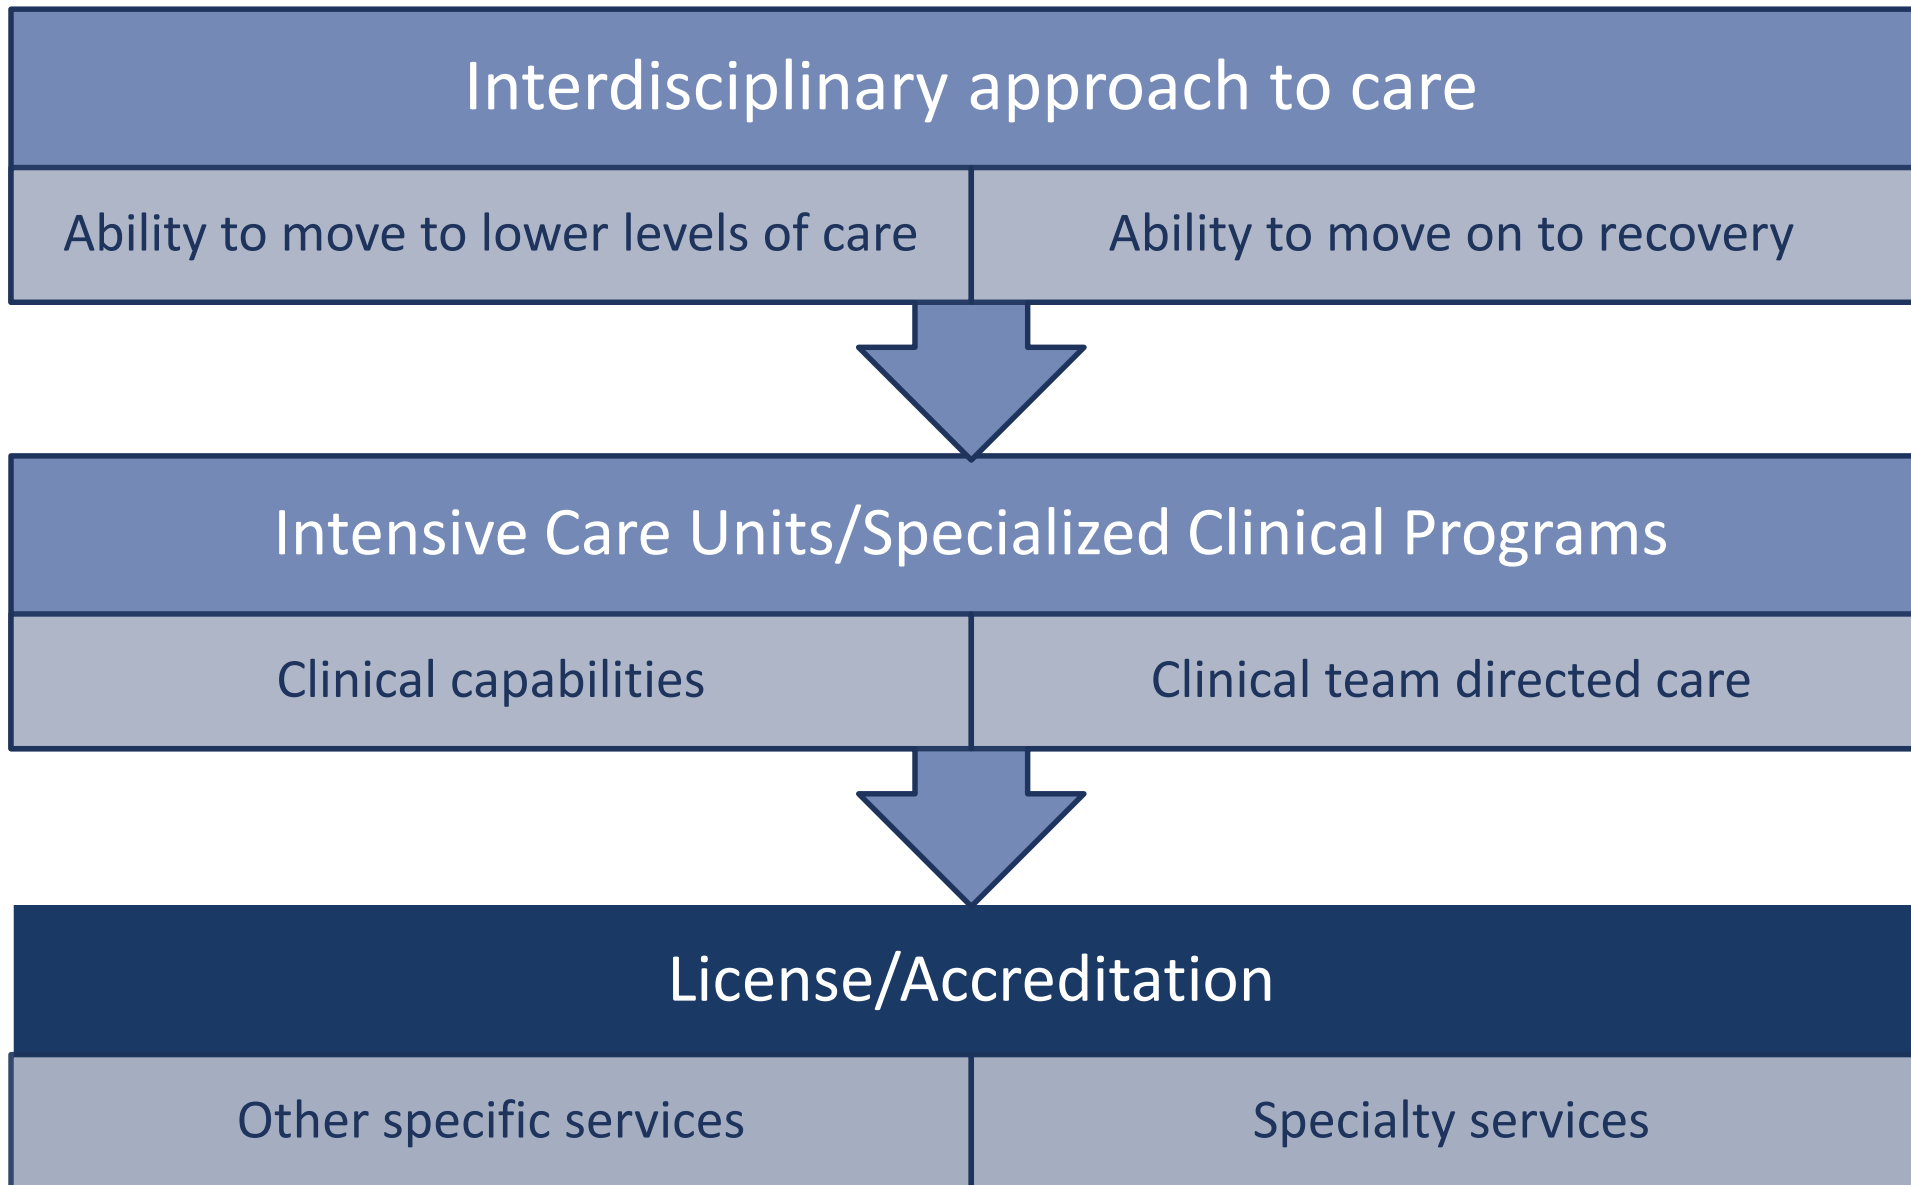 Interdisciplinary approach to care
Ability to move to lower levels of care
Ability to move on to recovery
Intensive Care Units/Specialized Clinical Programs
Clinical capabilities
Clinical team directed care
License/Accreditation
Other specific services
Specialty services